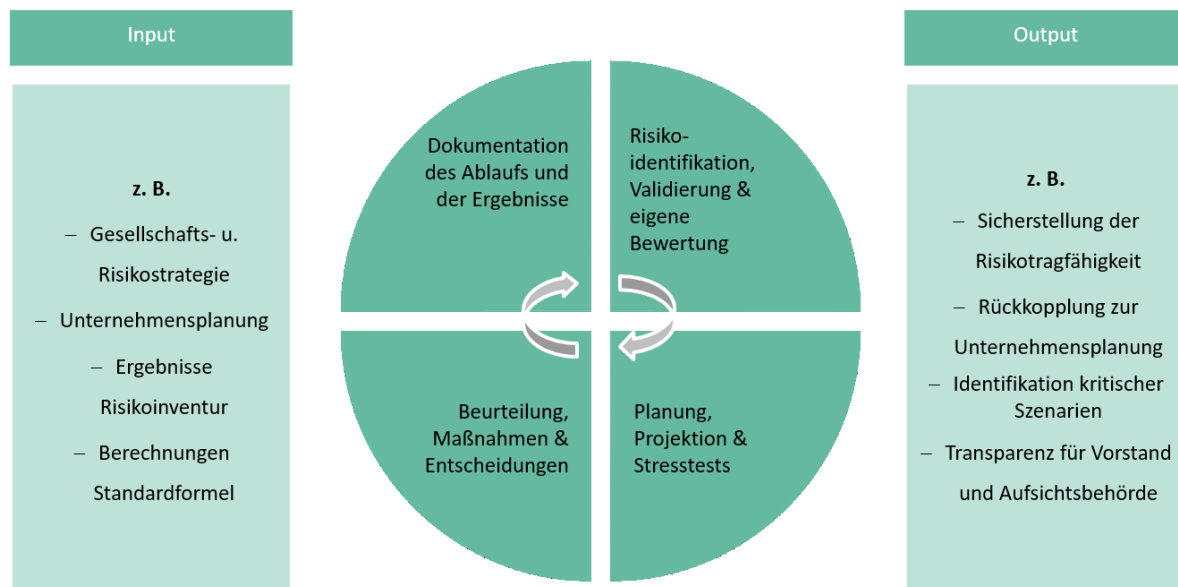 Input
z. B.
– Gesellschafts- u.
Risikostrategie
– Unternehmensplanung
– Ergebnisse
Risikoinventur
– Berechnungen
Standardformel
Dokumentation
des Ablaufs und
der Ergebnisse
Risiko-
identifikation,
Validierung &
eigene
Bewertung
Beurteilung,
Maßnahmen &
Entscheidungen
Planung,
Projektion &
Stresstests
Output
z. B.
– Sicherstellung der
Risikotragfähigkeit
– Rückkopplung zur
Unternehmensplanung
– Identifikation kritischer
Szenarien
– Transparenz für Vorstand
und Aufsichtsbehörde